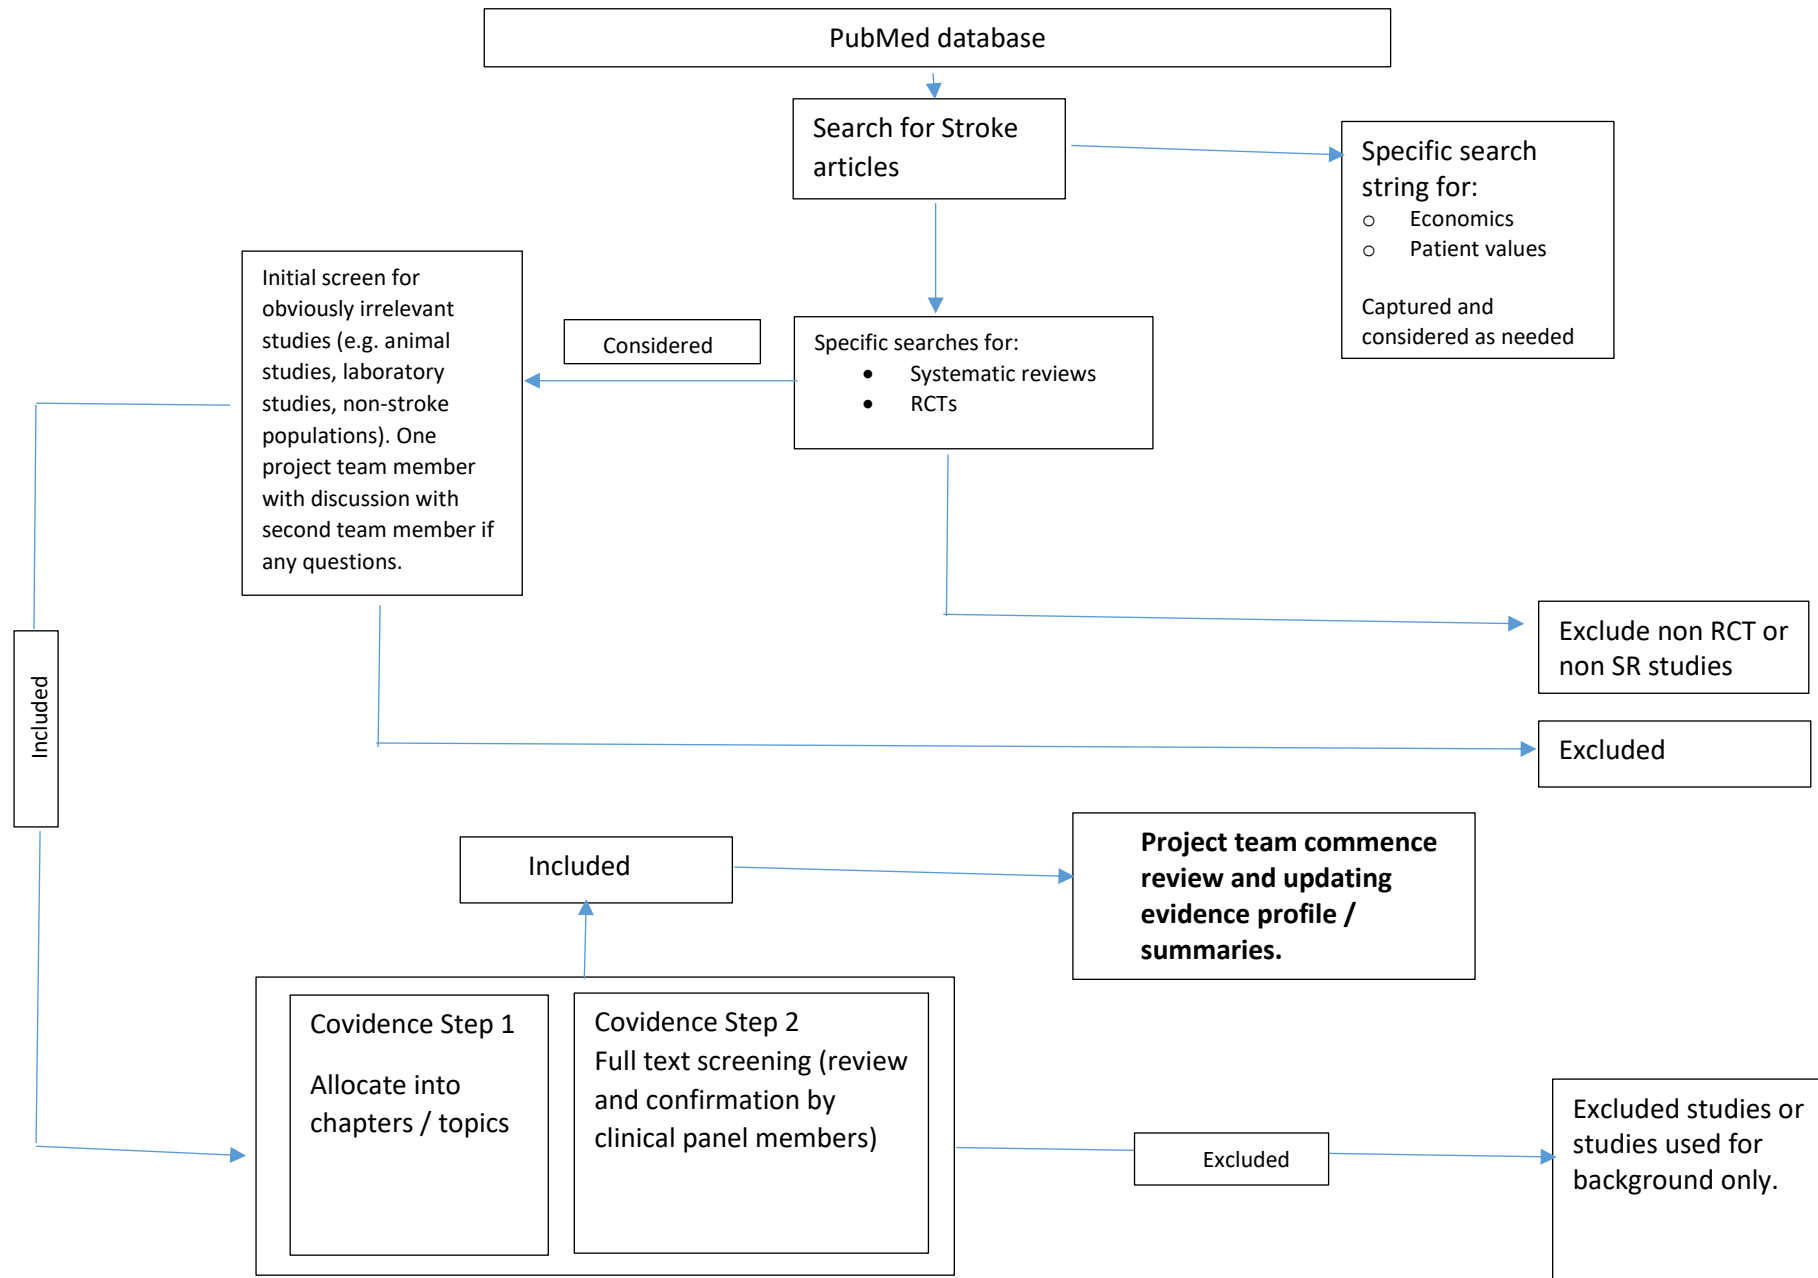 PubMed database
Search for Stroke
articles
Specific search
string for:
o Economics
o Patient values
Captured and
considered as needed
Initial screen for
obviously irrelevant
studies (e.g. animal
studies, laboratory
studies, non-stroke
populations). One
project team member
with discussion with
second team member if
any questions.
Considered
Specific searches for:
• Systematic reviews
• RCTs
Exclude non RCT or
non SR studies
Excluded
Included
Included
Project team commence
review and updating
evidence profile /
summaries.
Covidence Step 1
Allocate into
chapters / topics
Covidence Step 2
Full text screening (review
and confirmation by
clinical panel members)
Excluded
Excluded studies or
studies used for
background only.